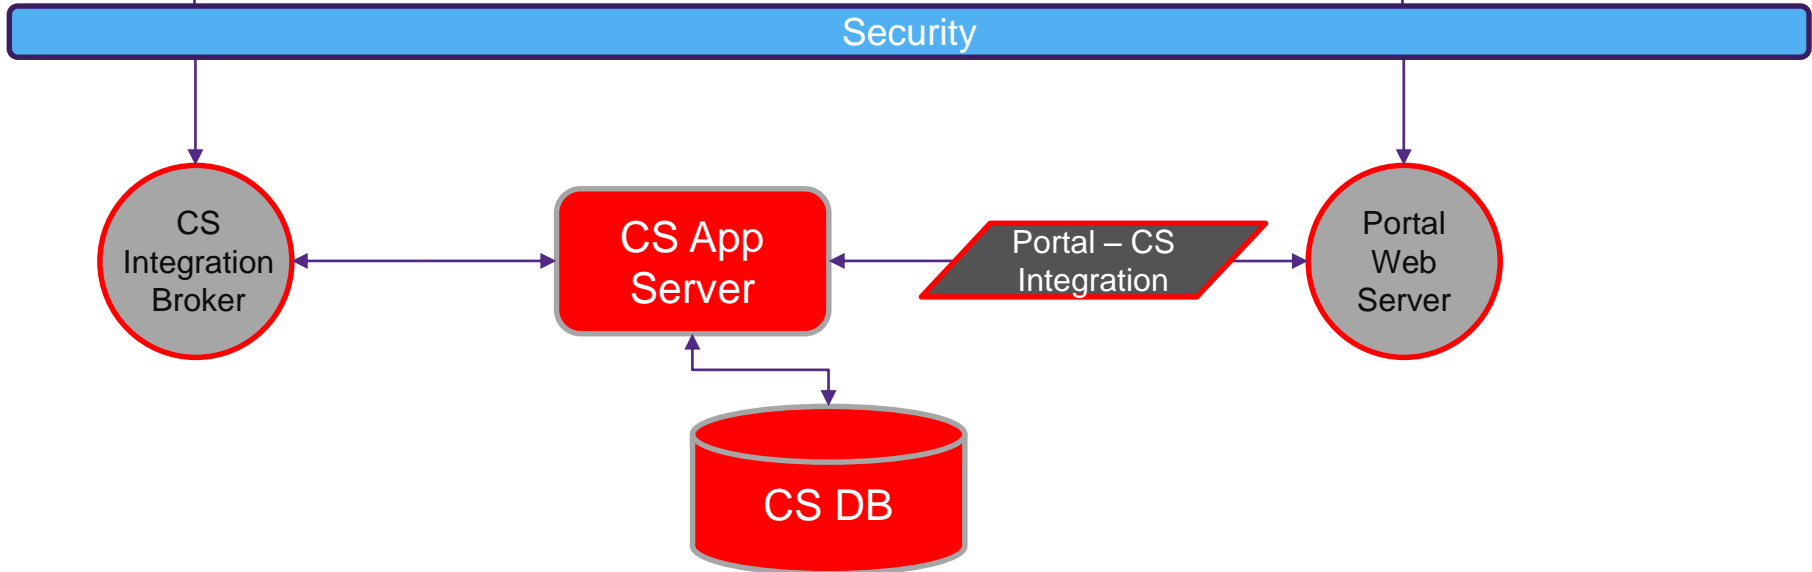 Security
CS
Integration
Broker
CS App
Server
Portal – CS
Integration
Portal
Web
Server
CS DB